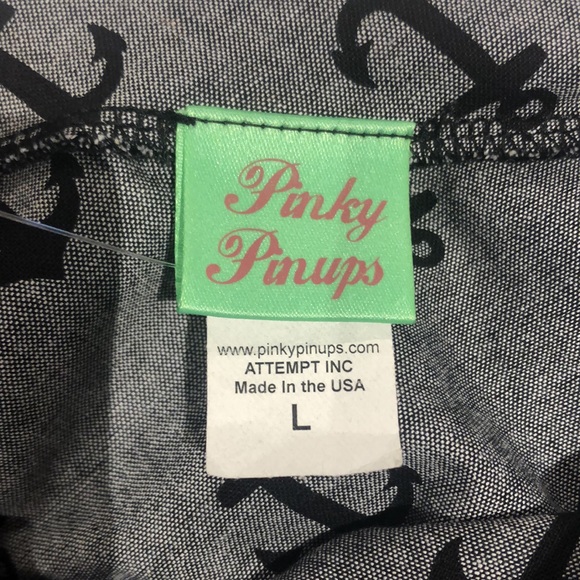 Pinky
Pinups
www.pinkypinups.com
ATTEMPT INC
Made In the USA
L